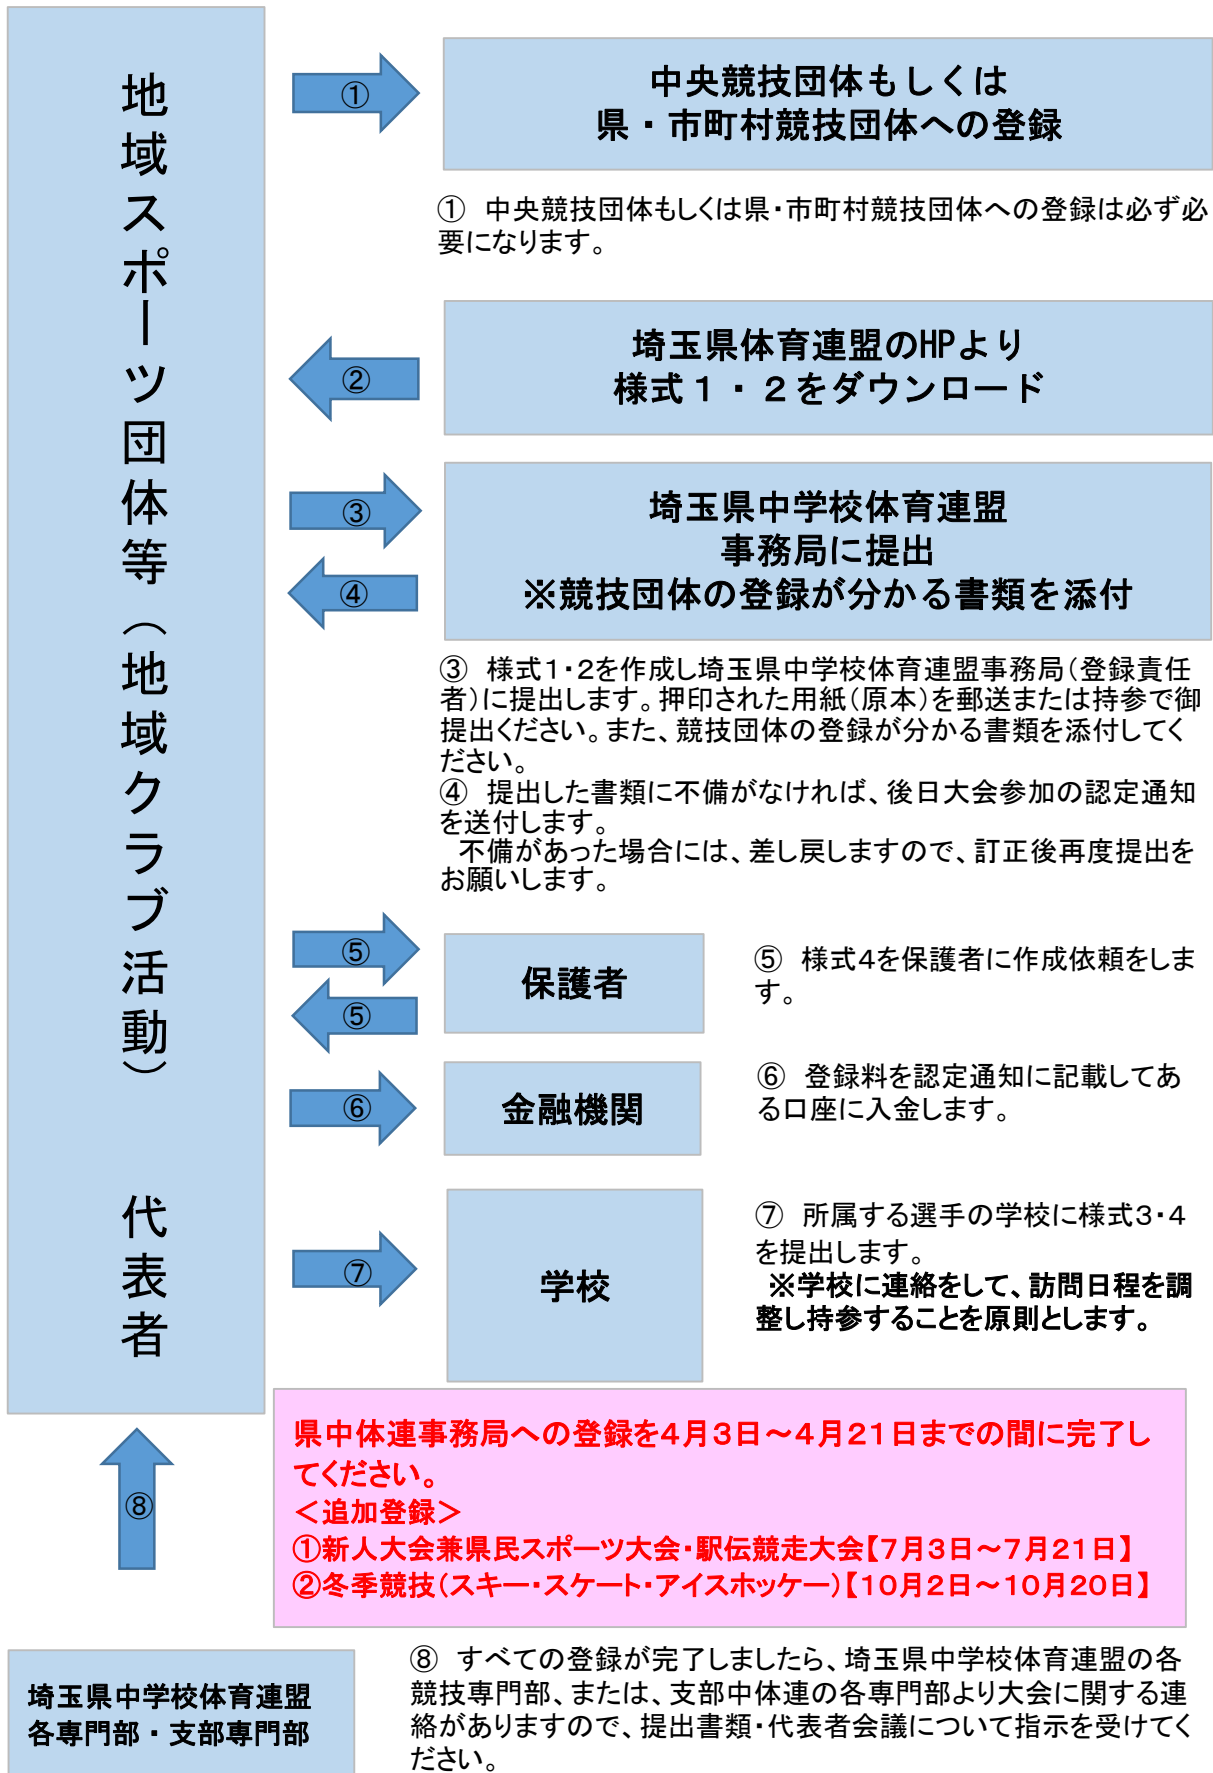 地域スポーツ団体等（地域クラブ活動）　代表者
①
中央競技団体もしくは
県・市町村競技団体への登録
①　中央競技団体もしくは県・市町村競技団体への登録は必ず必
要になります。
②
埼玉県体育連盟のHPより
様式１・２をダウンロード
③
④
埼玉県中学校体育連盟
事務局に提出
※競技団体の登録が分かる書類を添付
③　様式１・２を作成し埼玉県中学校体育連盟事務局（登録責任
者）に提出します。押印された用紙（原本）を郵送または持参で御
提出ください。また、競技団体の登録が分かる書類を添付してく
ださい。
④　提出した書類に不備がなければ、後日大会参加の認定通知
を送付します。
　不備があった場合には、差し戻しますので、訂正後再度提出を
お願いします。
⑤
⑤
保護者
⑤　様式４を保護者に作成依頼をしま
す。
⑥
金融機関
⑥　登録料を認定通知に記載してあ
る口座に入金します。
⑦
学校
⑦　所属する選手の学校に様式３・４
を提出します。
　※学校に連絡をして、訪問日程を調
整し持参することを原則とします。
県中体連事務局への登録を４月３日～４月２１日までの間に完了し
てください。
＜追加登録＞
①新人大会兼県民スポーツ大会・駅伝競走大会【７月３日～７月２１日】
②冬季競技（スキー・スケート・アイスホッケー）【１０月２日～１０月２０日】
⑧
埼玉県中学校体育連盟
各専門部・支部専門部
⑧　すべての登録が完了しましたら、埼玉県中学校体育連盟の各
競技専門部、または、支部中体連の各専門部より大会に関する連
絡がありますので、提出書類・代表者会議について指示を受けてく
ださい。